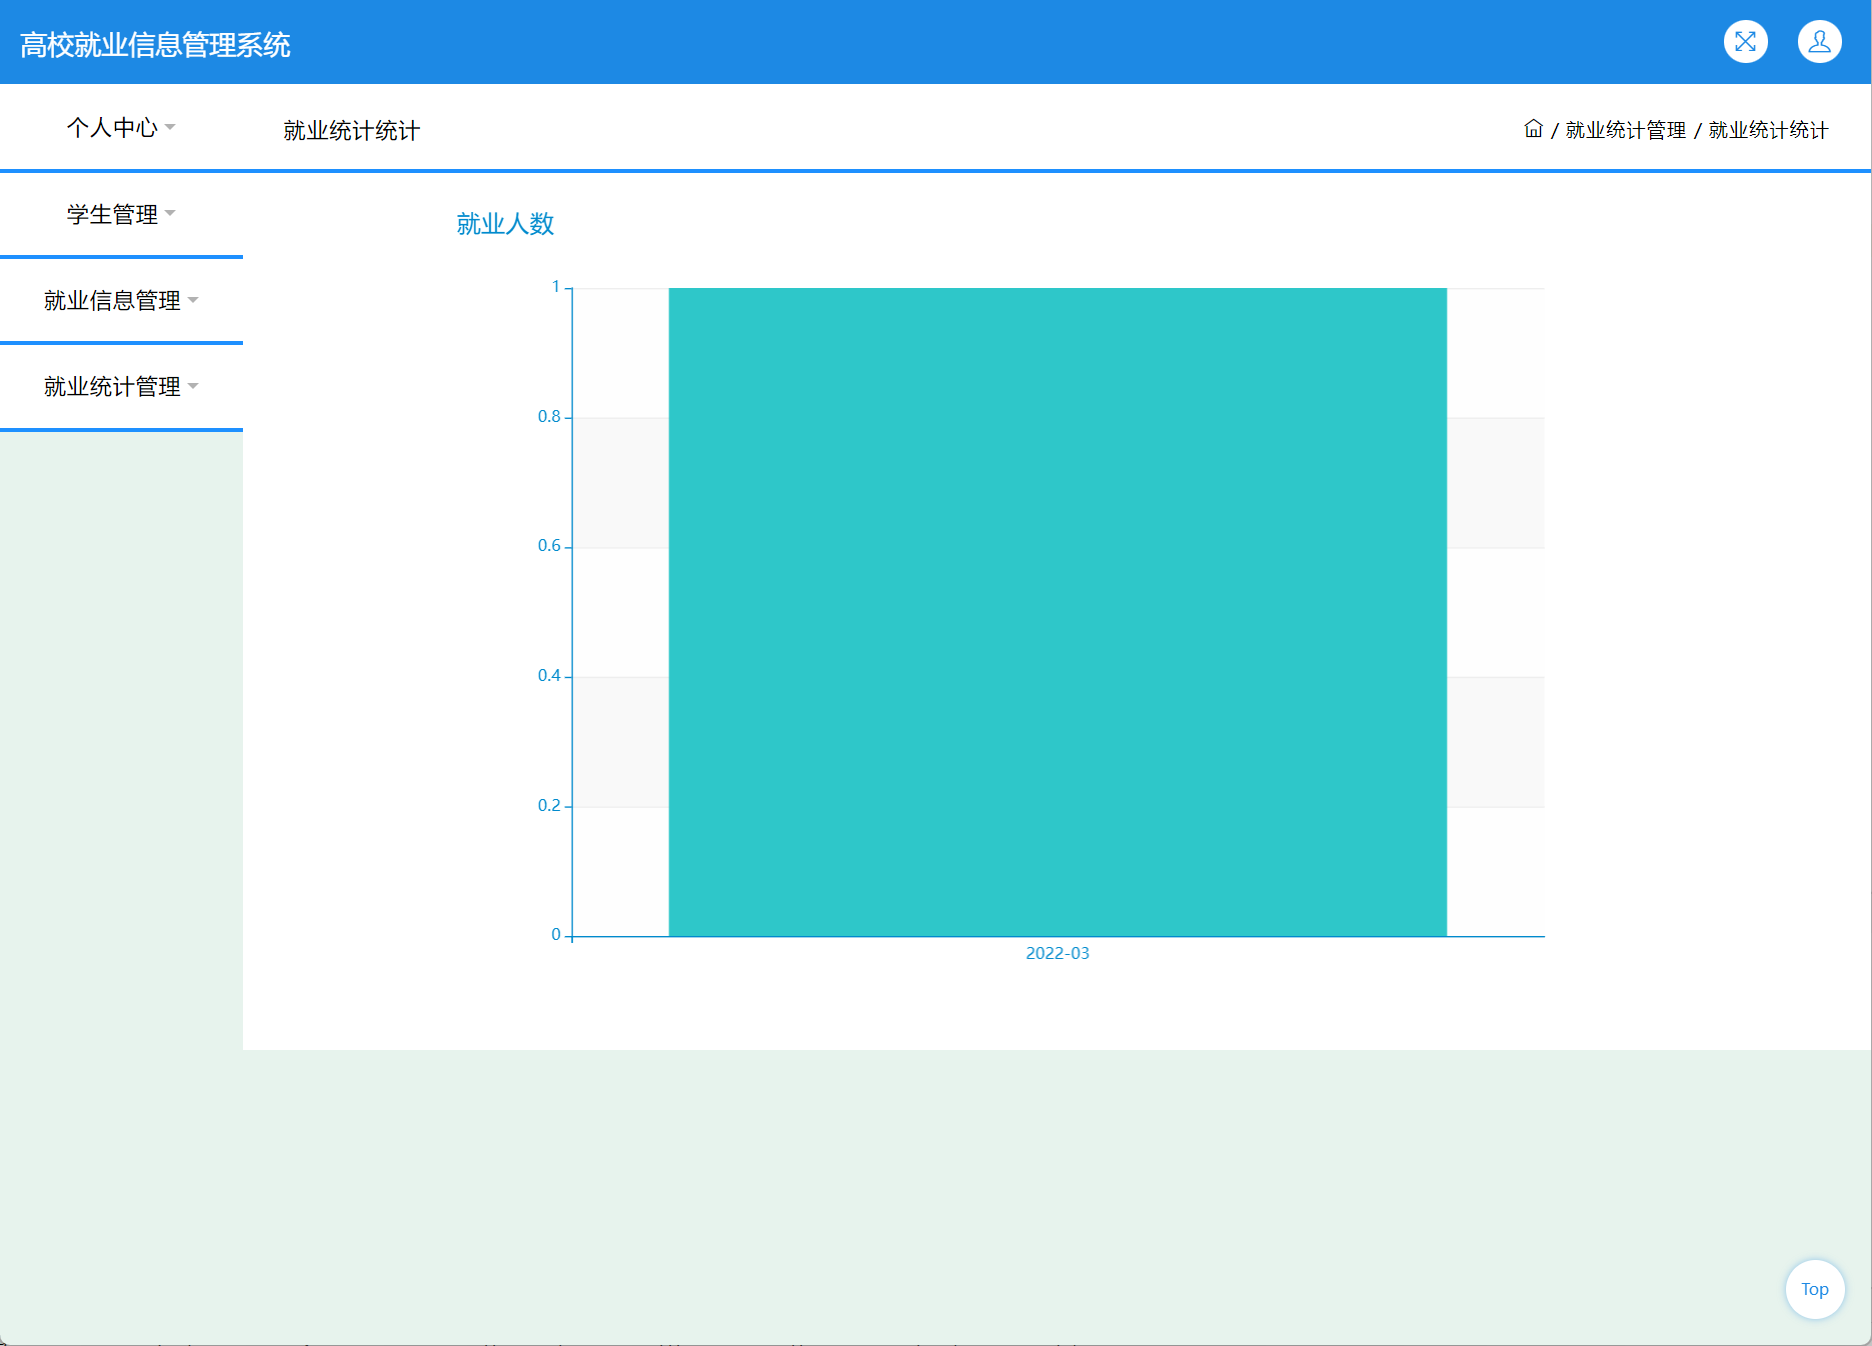 高校就业信息管理系统
个人中心
就业统计统计
/ 就业统计管理 / 就业统计统计
学生管理
就业信息管理
就业统计管理
就业人数
1
0.8
0.6
0.4
0.2
0
2022-03
Top